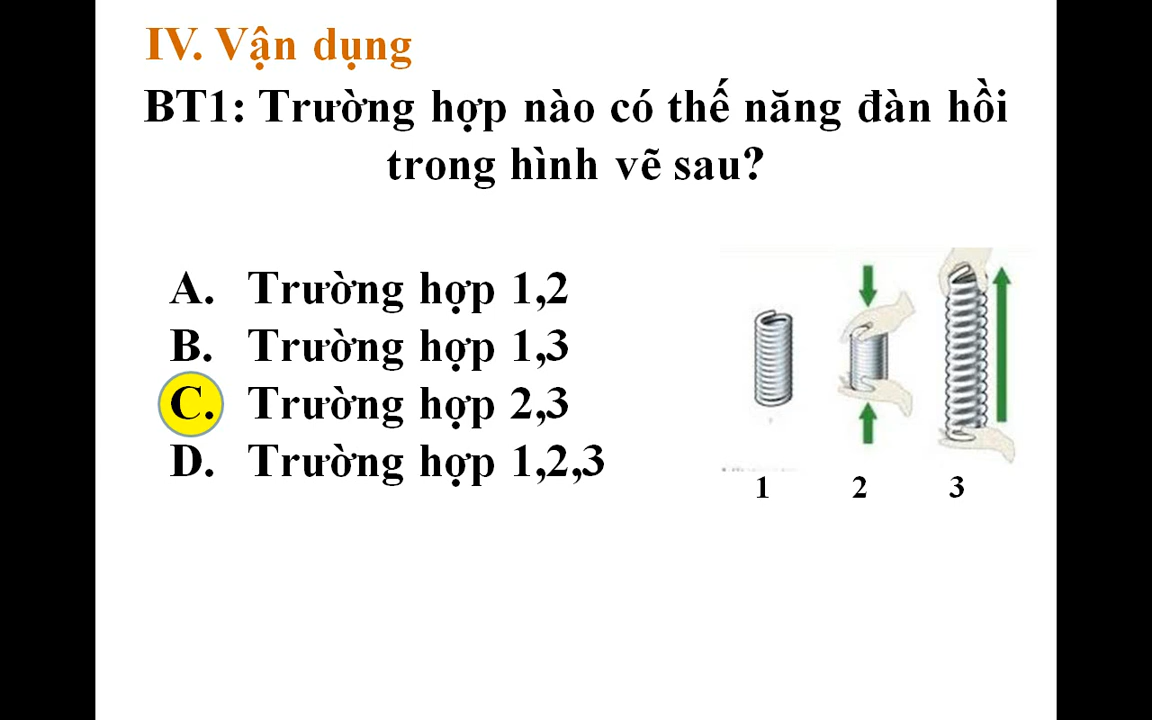 IV. Vận dụng
BT1: Trường hợp nào có thế năng đàn hồi
trong hình vẽ sau?
A. Trường hợp 1,2
B. Trường hợp 1,3
C. Trường hợp 2,3
D. Trường hợp 1,2,3
1 2 3